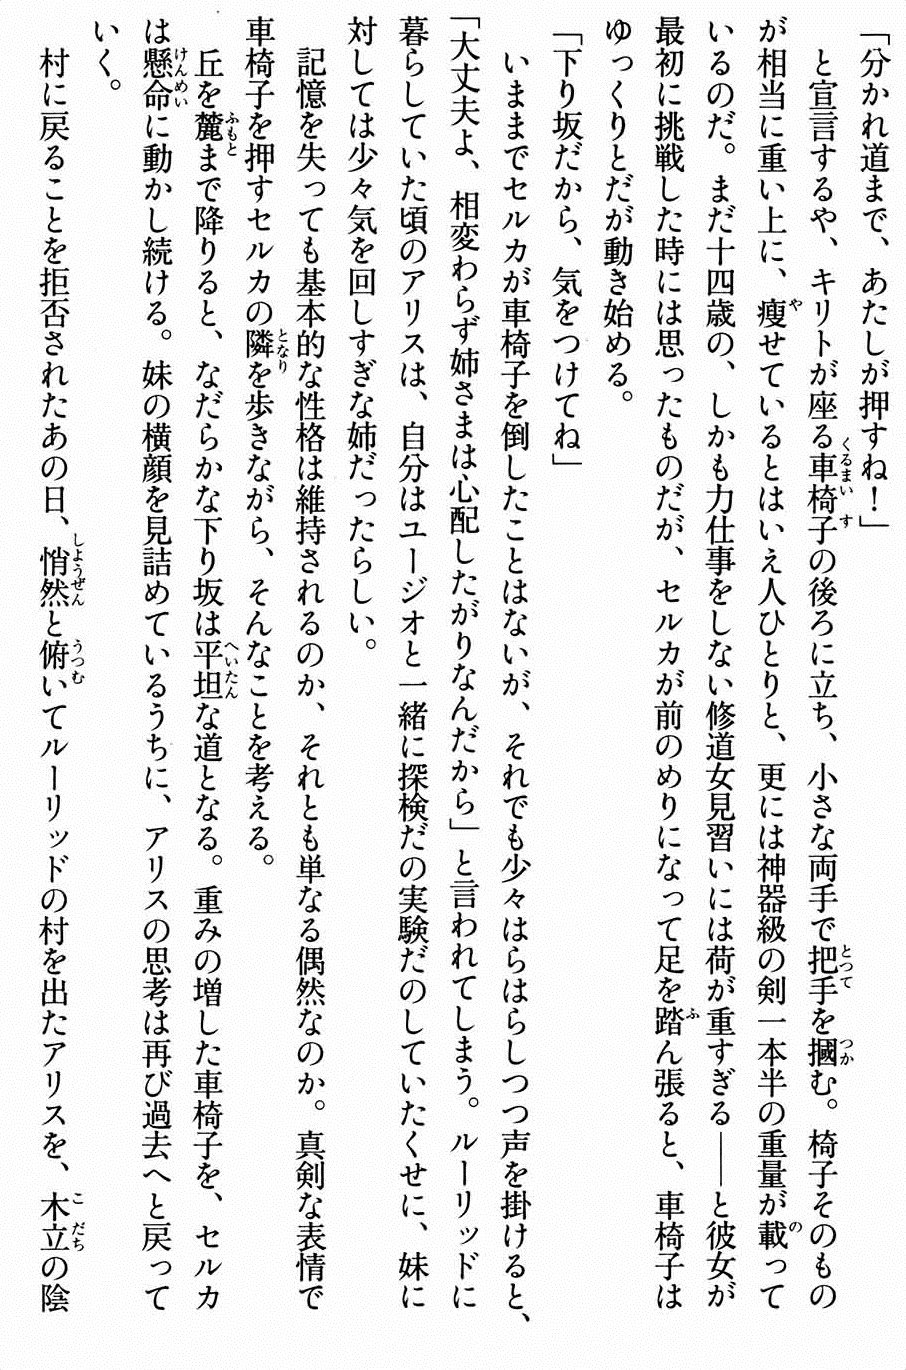 「分かれ道まで、あたしが押すね！」
　と宣言するや、キリトが座る車椅子の後ろに立ち、小さな両手で把手を摑む。椅子そのもの
が相当に重い上に、瘦せているとはいえ人ひとりと、更には神器級の剣一本半の重量が載って
いるのだ。まだ十四歳の、しかも力仕事をしない修道女見習いには荷が重すぎる――と彼女が
最初に挑戦した時には思ったものだが、セルカが前のめりになって足を踏ん張ると、車椅子は
ゆっくりとだが動き始める。
「下り坂だから、気をつけてね」
　いままでセルカが車椅子を倒したことはないが、それでも少々はらはらしつつ声を掛けると、
「大丈夫よ、相変わらず姉さまは心配したがりなんだから」と言われてしまう。ルーリッドに
暮らしていた頃のアリスは、自分はユージオと一緒に探検だの実験だのしていたくせに、妹に
対しては少々気を回しすぎな姉だったらしい。
　記憶を失っても基本的な性格は維持されるのか、それとも単なる偶然なのか。真剣な表情で
車椅子を押すセルカの隣を歩きながら、そんなことを考える。
　丘を麓まで降りると、なだらかな下り坂は平坦な道となる。重みの増した車椅子を、セルカ
は懸命に動かし続ける。妹の横顔を見詰めているうちに、アリスの思考は再び過去へと戻って
いく。
　村に戻ることを拒否されたあの日、悄然と俯いてルーリッドの村を出たアリスを、木立の陰